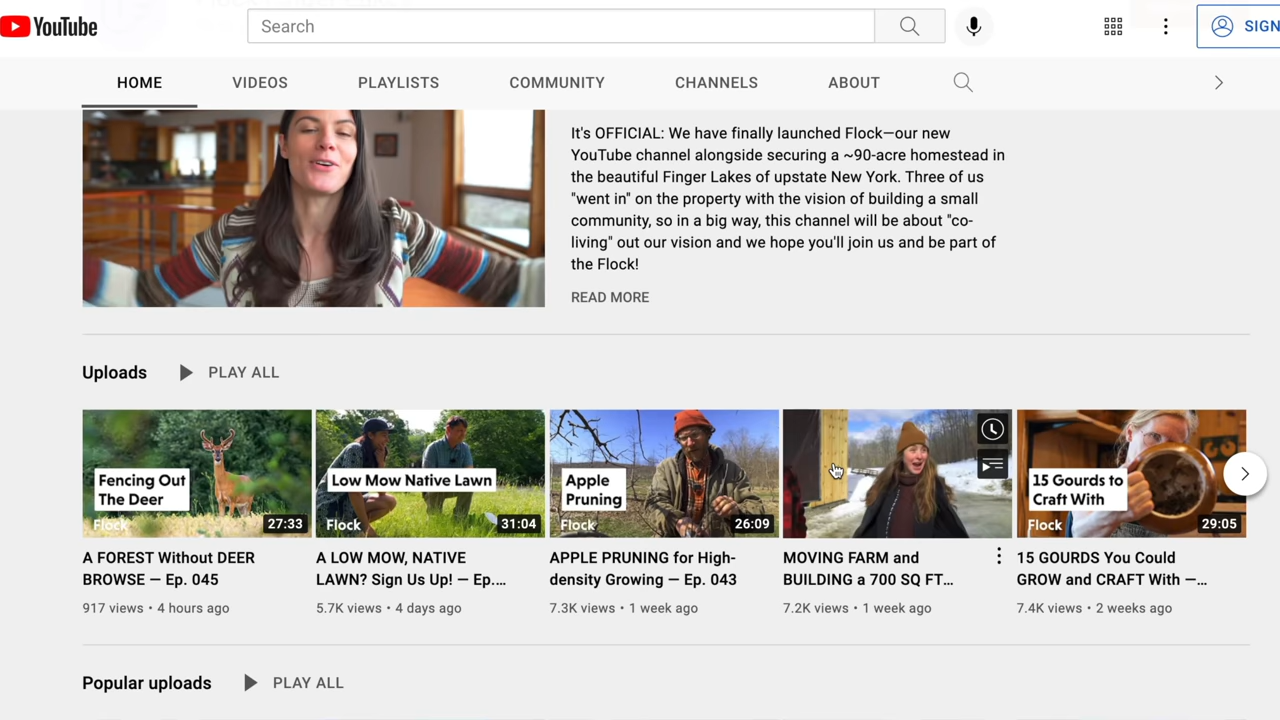 YouTube
Search
SIGN
HOME
VIDEOS
PLAYLISTS
COMMUNITY
CHANNELS
ABOUT
It's OFFICIAL: We have finally launched Flock—our new
YouTube channel alongside securing a ~90-acre homestead in
the beautiful Finger Lakes of upstate New York. Three of us
"went in" on the property with the vision of building a small
community, so in a big way, this channel will be about "co-
living" out our vision and we hope you'll join us and be part of
the Flock!
READ MORE
Uploads
PLAY ALL
Fencing Out
The Deer
Flock
27:33
A FOREST Without DEER
BROWSE — Ep. 045
917 views • 4 hours ago
Low Mow Native Lawn
Flock
31:04
A LOW MOW, NATIVE
LAWN? Sign Us Up! — Ep....
5.7K views • 4 days ago
Apple
Pruning
Flock
26:09
APPLE PRUNING for High-
density Growing — Ep. 043
7.3K views • 1 week ago
MOVING FARM and
BUILDING a 700 SQ FT...
7.2K views • 1 week ago
15 Gourds to
Craft With
Flock
29:05
15 GOURDS You Could
GROW and CRAFT With —...
7.4K views • 2 weeks ago
Popular uploads
PLAY ALL